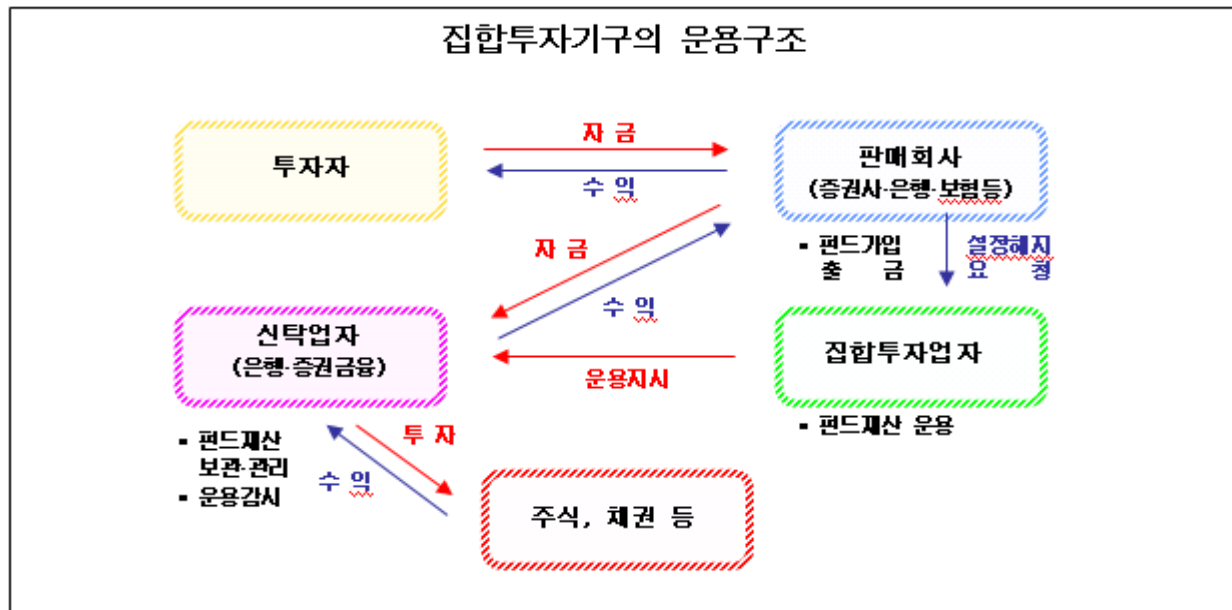 집합투자기구의 운용구조
투자자
자 금
수 익
판매회사
(증권사·은행·보험등)
자 금
수 익
▪ 펀드가입
출 금
설정해지
요 청
신탁업자
(은행·증권금융)
운용지시
집합투자업자
▪ 펀드재산
보관·관리
▪ 운용감시
투 자
수 익
▪ 펀드재산 운용
주식, 채권 등